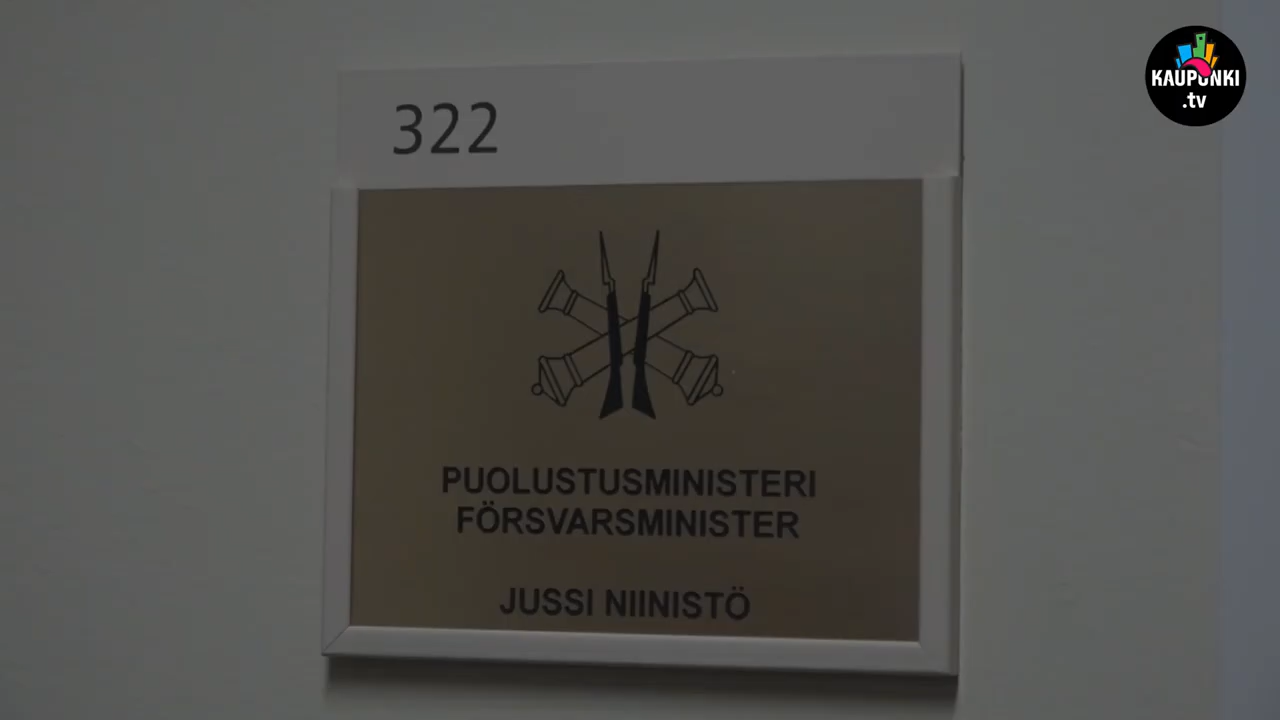 KAUPUNKI
.tv
322
PUOLUSTUSMINISTERI
FÖRSVARSMINISTER
JUSSI NIINISTÖ